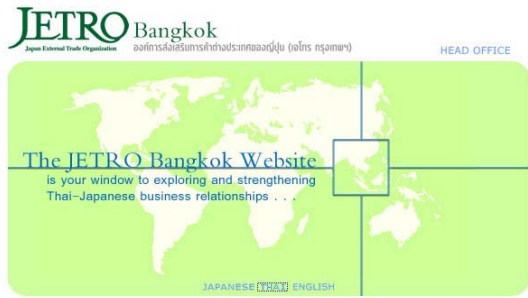 JETRO Bangkok
Japan External Trade Organization
องค์การส่งเสริมการค้าต่างประเทศของญี่ปุ่น (เจโทร กรุงเทพฯ)
HEAD OFFICE
The JETRO Bangkok Website
is your window to exploring and strengthening
Thai-Japanese business relationships . . .
JAPANESE THAI ENGLISH